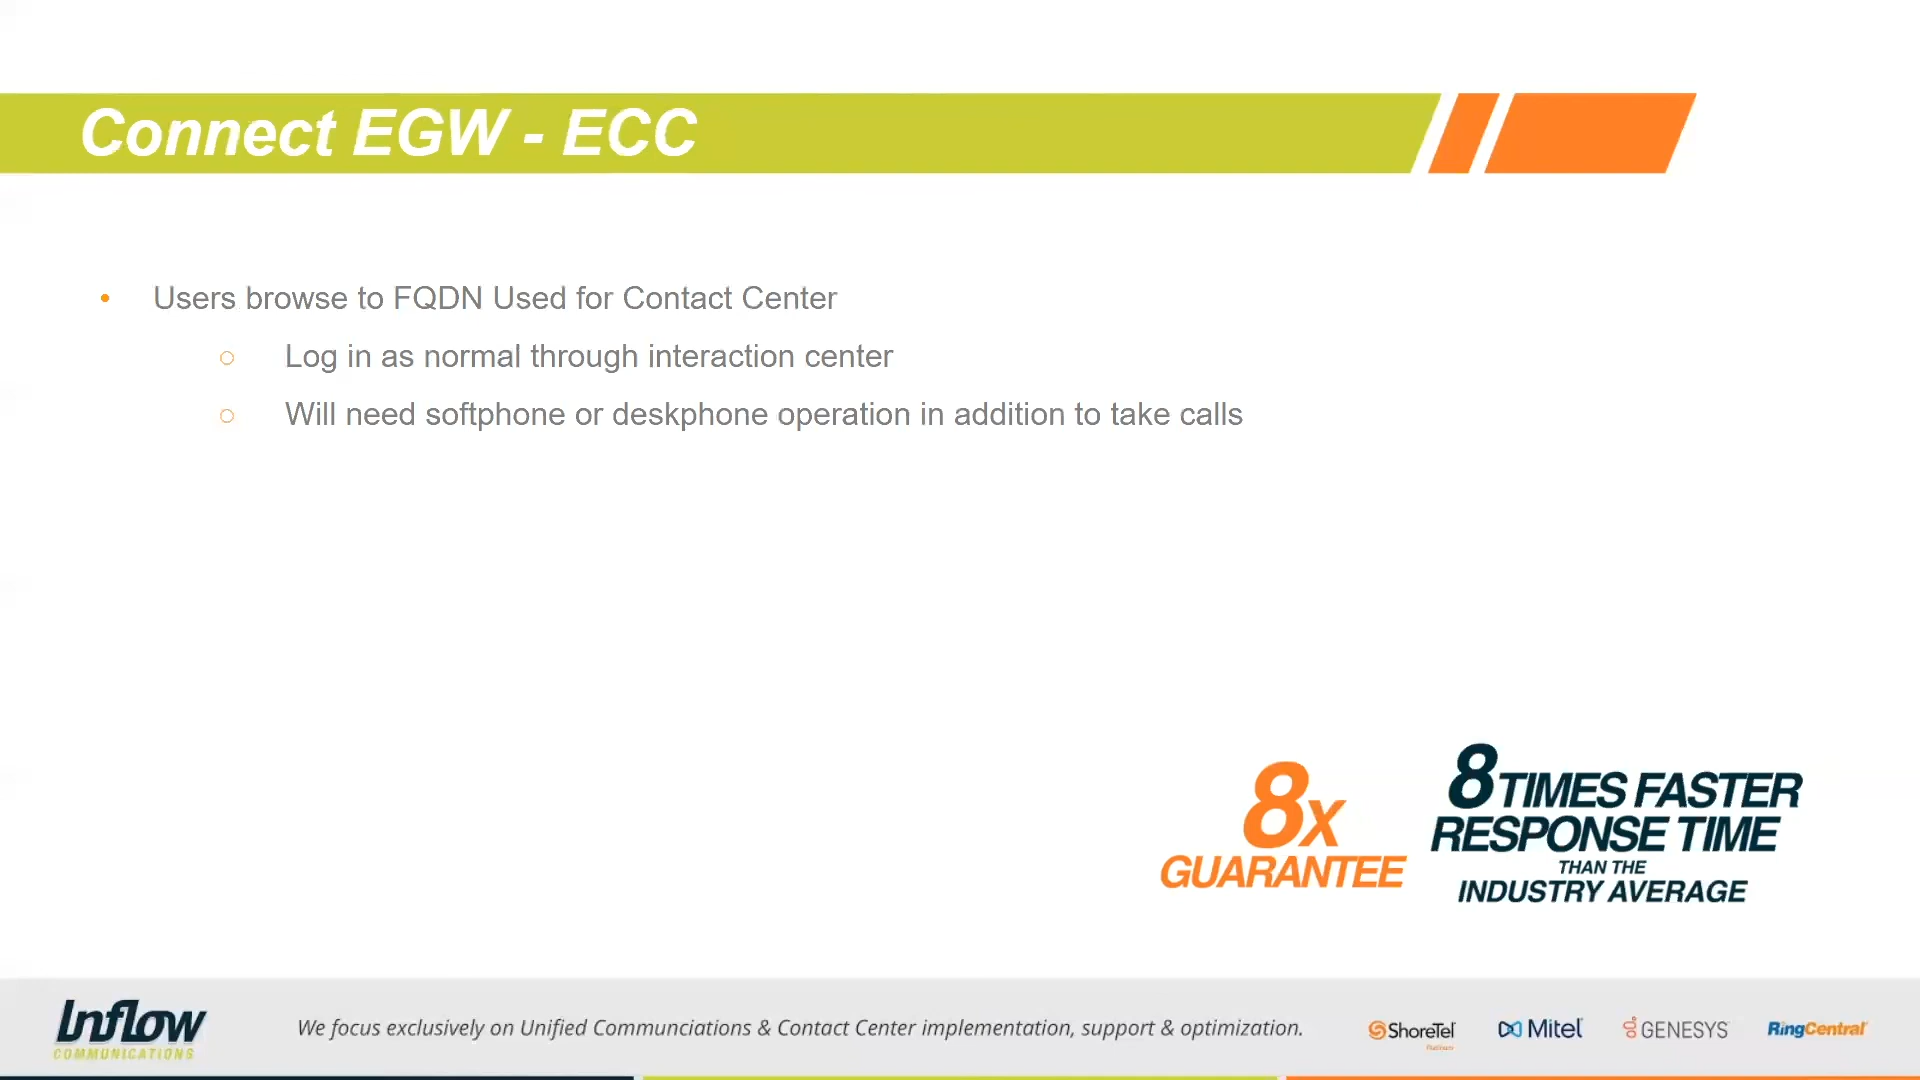 Connect EGW - ECC
• Users browse to FQDN Used for Contact Center
○ Log in as normal through interaction center
○ Will need softphone or deskphone operation in addition to take calls
8x
GUARANTEE
8 TIMES FASTER
RESPONSE TIME
THAN THE
INDUSTRY AVERAGE
Inflow
COMMUNICATIONS
We focus exclusively on Unified Communciations & Contact Center implementation, support & optimization.
ShoreTel
Platinum
Mitel
GENESYS
RingCentral